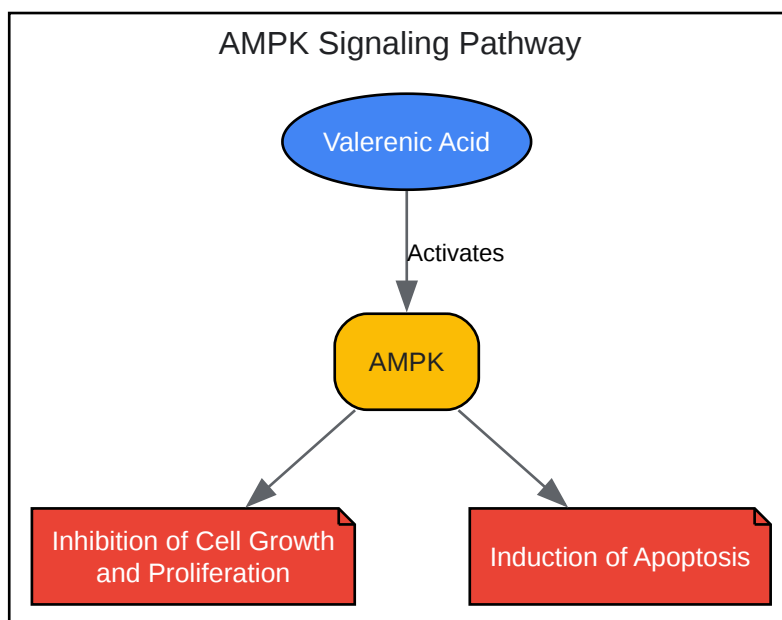 AMPK Signaling Pathway
Valerenic Acid
Activates
AMPK
Inhibition of Cell Growth
and Proliferation
Induction of Apoptosis